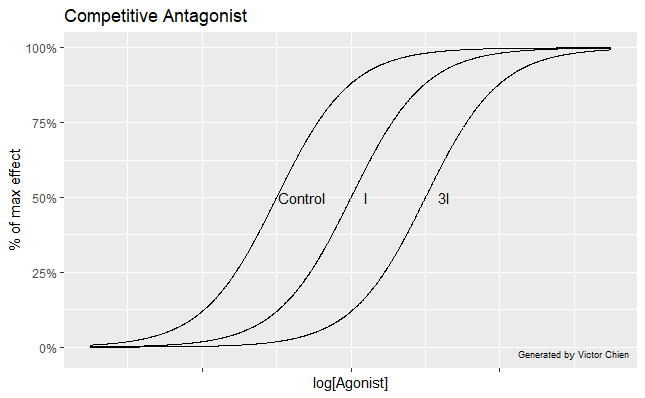 Competitive Antagonist
100%
75%
50%
25%
0%
% of max effect
Control
I
3I
Generated by Victor Chien
log[Agonist]